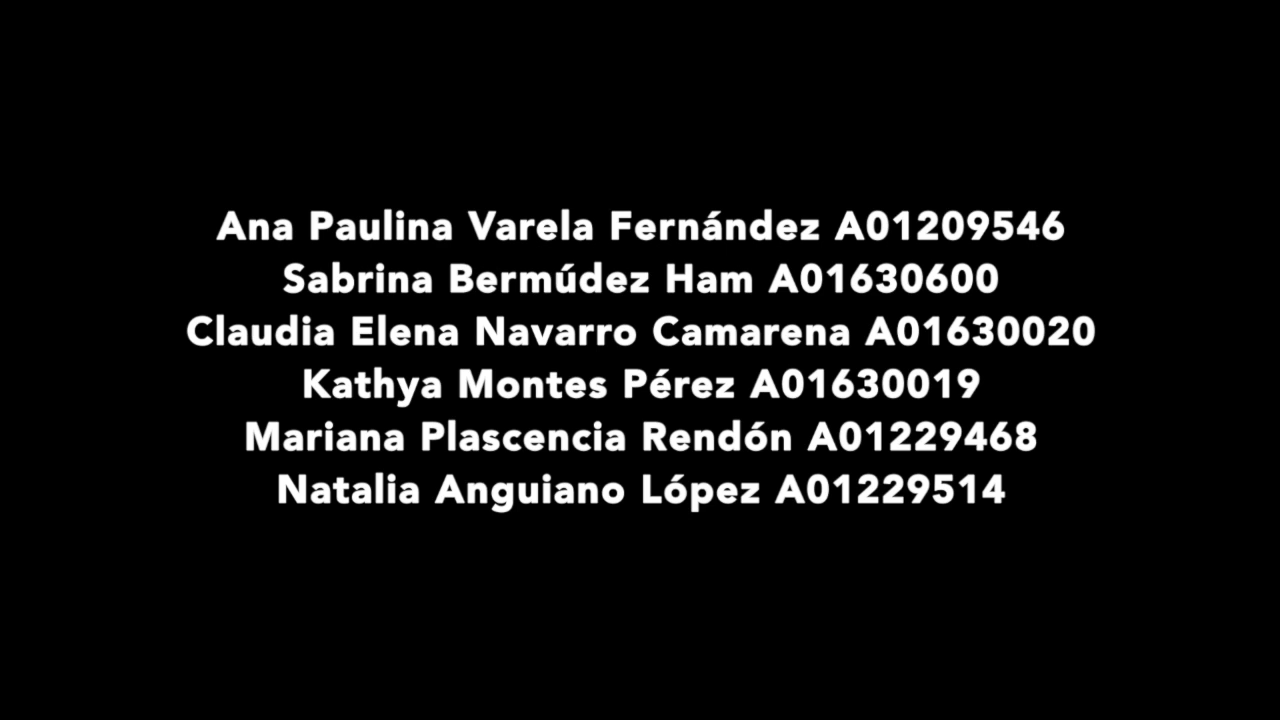 Ana Paulina Varela Fernández A01209546
Sabrina Bermúdez Ham A01630600
Claudia Elena Navarro Camarena A01630020
Kathya Montes Pérez A01630019
Mariana Plascencia Rendón A01229468
Natalia Anguiano López A01229514